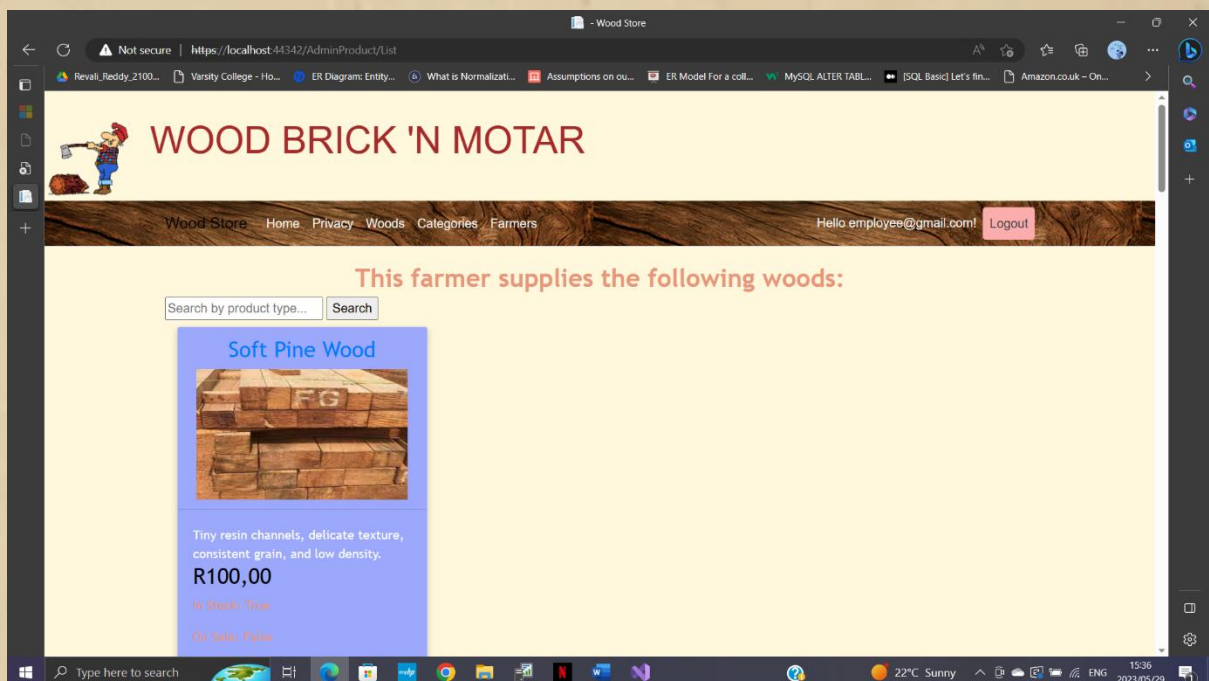 - Wood Store
Not secure | https://localhost:44342/AdminProduct/List
Revali_Reddy_2100... Varsity College - Ho... ER Diagram: Entity... What is Normalizati... Assumptions on ou... ER Model For a coll... MySQL ALTER TABL... [SQL Basic] Let's fin... Amazon.co.uk – On...
WOOD BRICK 'N MOTAR
Wood Store Home Privacy Woods Categories Farmers Hello employee@gmail.com! Logout
This farmer supplies the following woods:
Search by product type... Search
Soft Pine Wood
FG
Tiny resin channels, delicate texture,
consistent grain, and low density.
R100,00
In Stock: True
On Sale: False
Type here to search 22°C Sunny ENG 15:36
2023/05/29